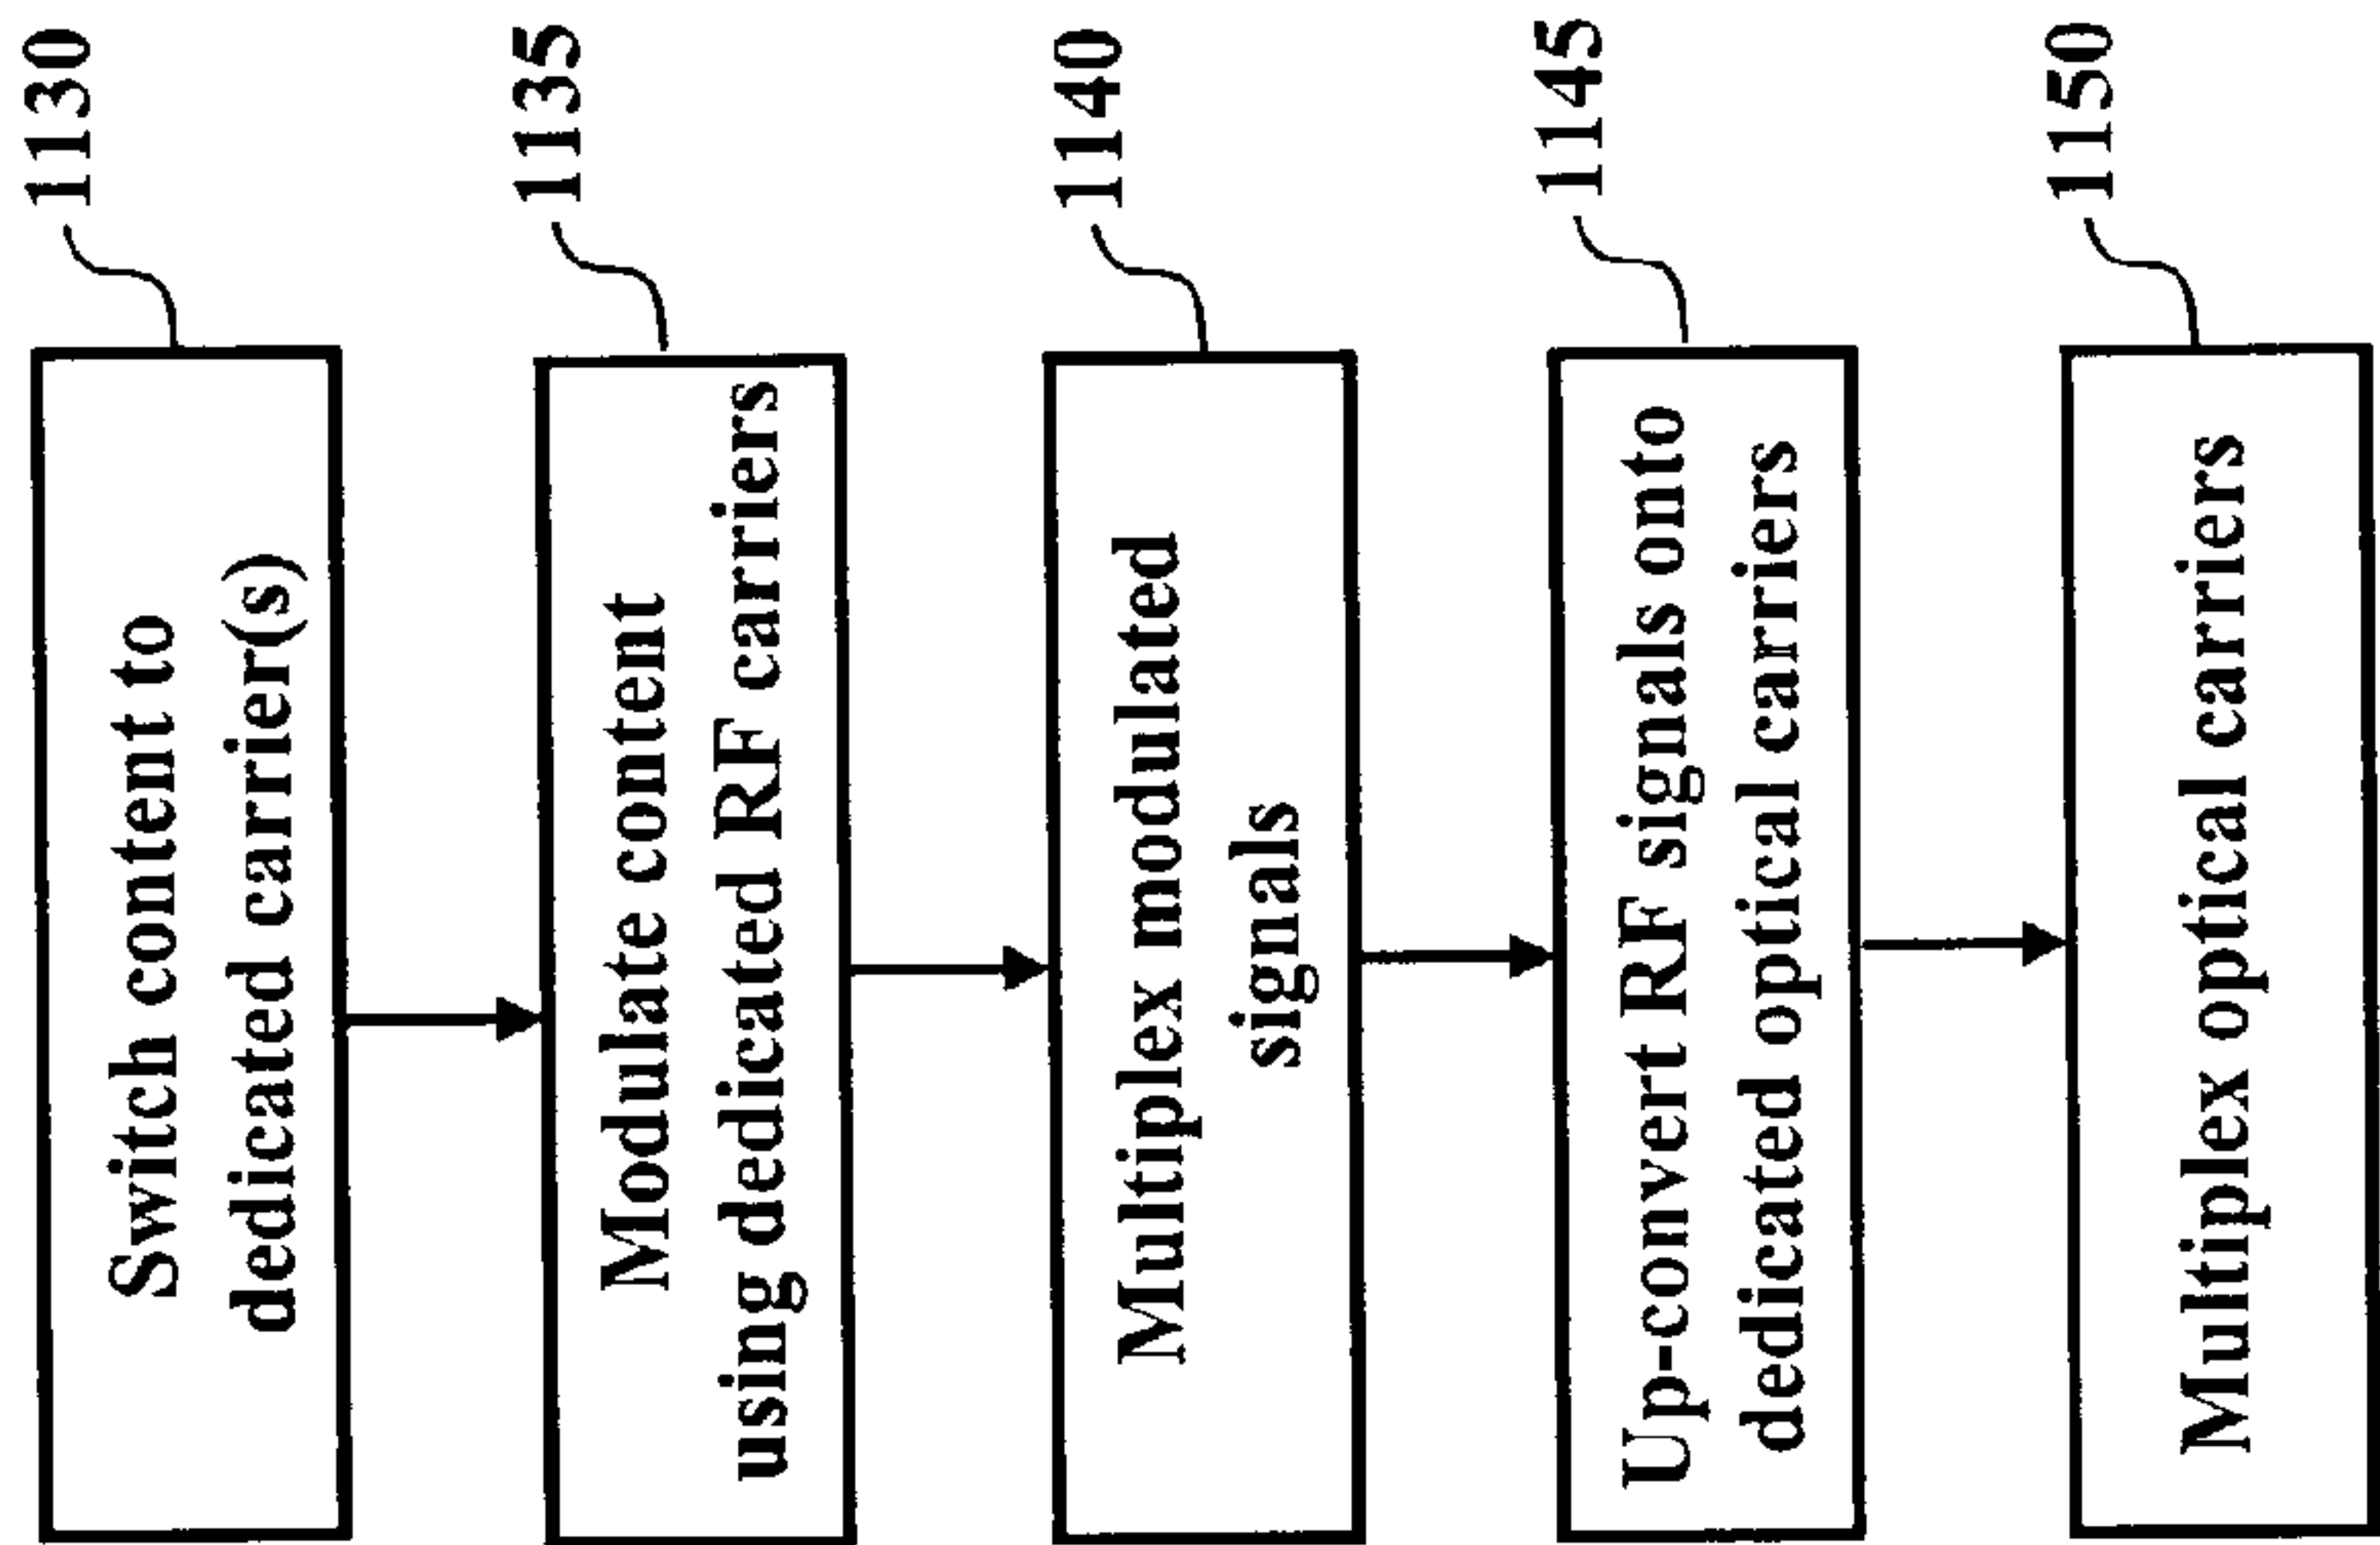 1130
Switch content to
dedicated carrier(s)
1135
Modulate content
using dedicated RF carriers
1140
Multiplex modulated
signals
1145
Up-convert RF signals onto
dedicated optical carriers
1150
Multiplex optical carriers